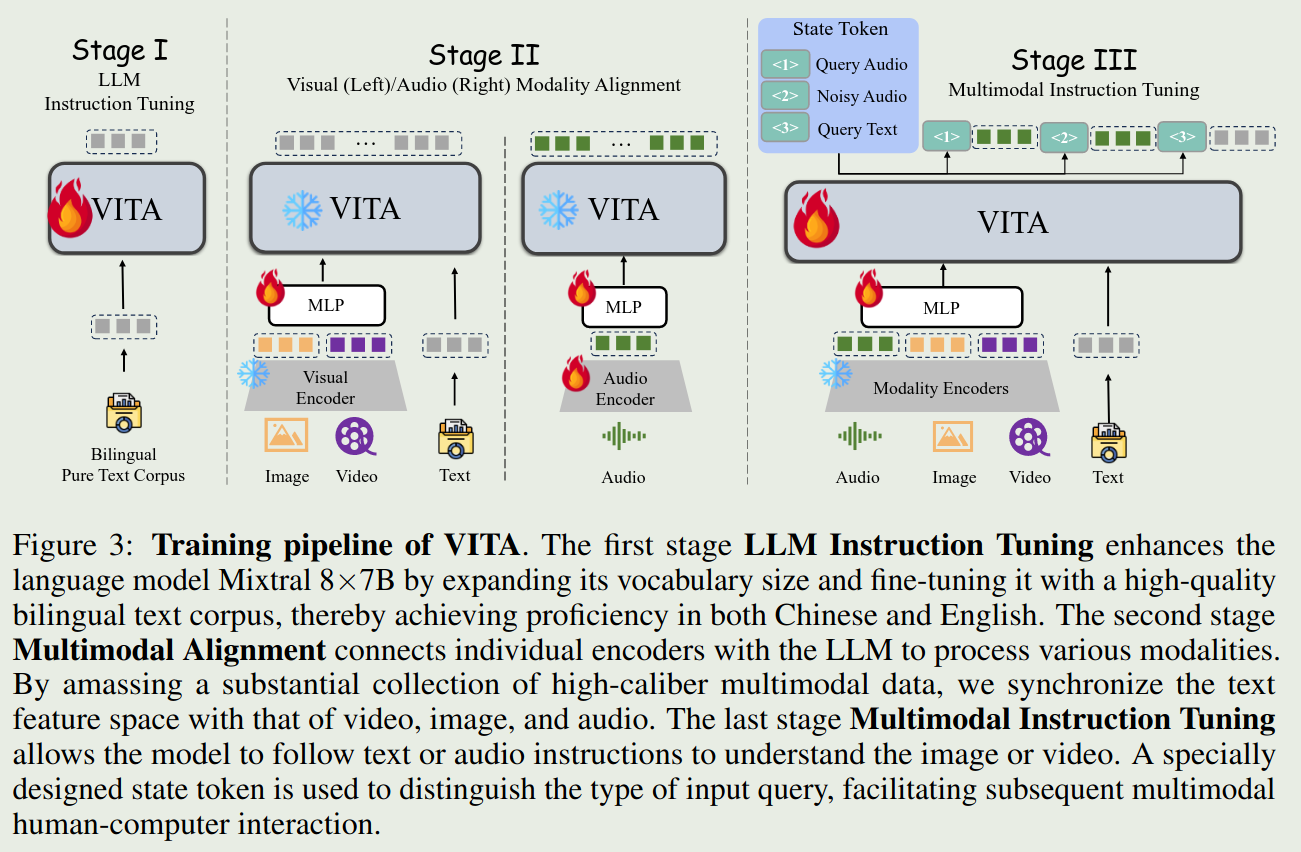 Stage I
LLM
Instruction Tuning
VITA
Bilingual
Pure Text Corpus
Stage II
Visual (Left)/Audio (Right) Modality Alignment
...
VITA
MLP
Visual
Encoder
Image
Video
Text
...
VITA
MLP
Audio
Encoder
Audio
State Token
<1> Query Audio
<2> Noisy Audio
<3> Query Text
Stage III
Multimodal Instruction Tuning
<1> <2> <3>
VITA
MLP
Modality Encoders
Audio
Image
Video
Text
Figure 3: Training pipeline of VITA. The first stage LLM Instruction Tuning enhances the
language model Mixtral 8×7B by expanding its vocabulary size and fine-tuning it with a high-quality
bilingual text corpus, thereby achieving proficiency in both Chinese and English. The second stage
Multimodal Alignment connects individual encoders with the LLM to process various modalities.
By amassing a substantial collection of high-caliber multimodal data, we synchronize the text
feature space with that of video, image, and audio. The last stage Multimodal Instruction Tuning
allows the model to follow text or audio instructions to understand the image or video. A specially
designed state token is used to distinguish the type of input query, facilitating subsequent multimodal
human-computer interaction.